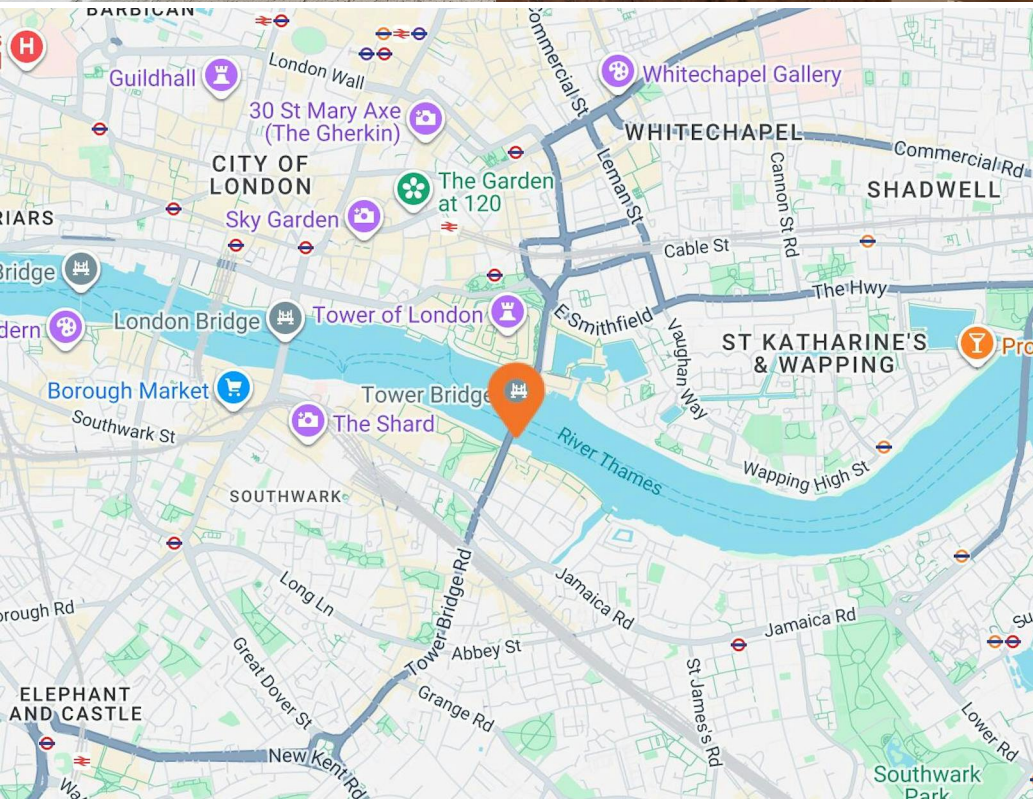 BARBICAN
H
Guildhall
London Wall
Commercial St
Whitechapel Gallery
30 St Mary Axe
(The Gherkin)
WHITECHAPEL
Commercial Rd
CITY OF
LONDON
Leman St
Cannon St Rd
The Garden
at 120
SHADWELL
IARS
Sky Garden
Cable St
Bridge
The Hwy
dern
London Bridge
Tower of London
E Smithfield
Vaughan Way
ST KATHARINE'S
& WAPPING
Pro
Borough Market
Tower Bridge
Southwark St
The Shard
River Thames
Wapping High St
SOUTHWARK
Long Ln
Tower Bridge Rd
Jamaica Rd
orough Rd
Jamaica Rd
Su
Great Dover St
Abbey St
ELEPHANT
AND CASTLE
Grange Rd
St James's Rd
Lower Rd
New Kent Rd
Wa
Southwark
Park